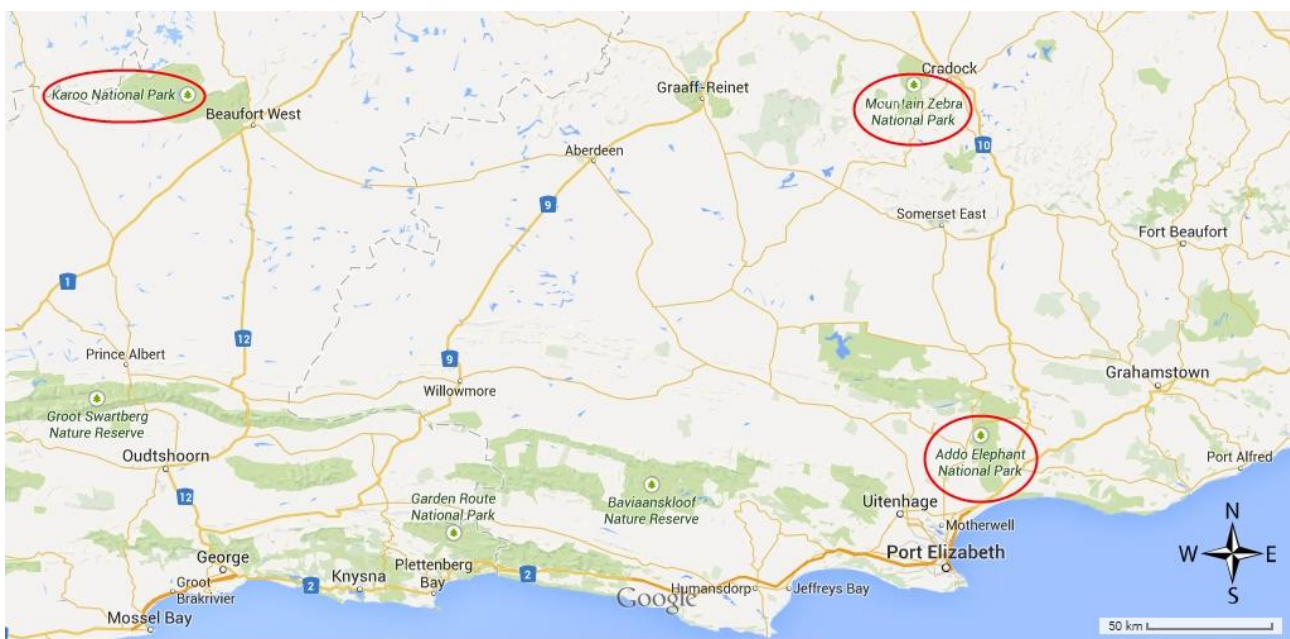 Cradock
Karoo National Park
Graaff-Reinet
Mountain Zebra
National Park
Beaufort West
10
Aberdeen
9
Somerset East
Fort Beaufort
1
12
Prince Albert
9
Willowmore
Grahamstown
Groot Swartberg
Nature Reserve
Addo Elephant
National Park
Oudtshoorn
Port Alfred
12
Garden Route
National Park
Baviaanskloof
Nature Reserve
Uitenhage
N
Motherwell
W
E
Port Elizabeth
George
Plettenberg
Bay
2
Knysna
2
Groot
Brakrivier
Humansdorp
Jeffreys Bay
Google
S
Mossel Bay
50 km